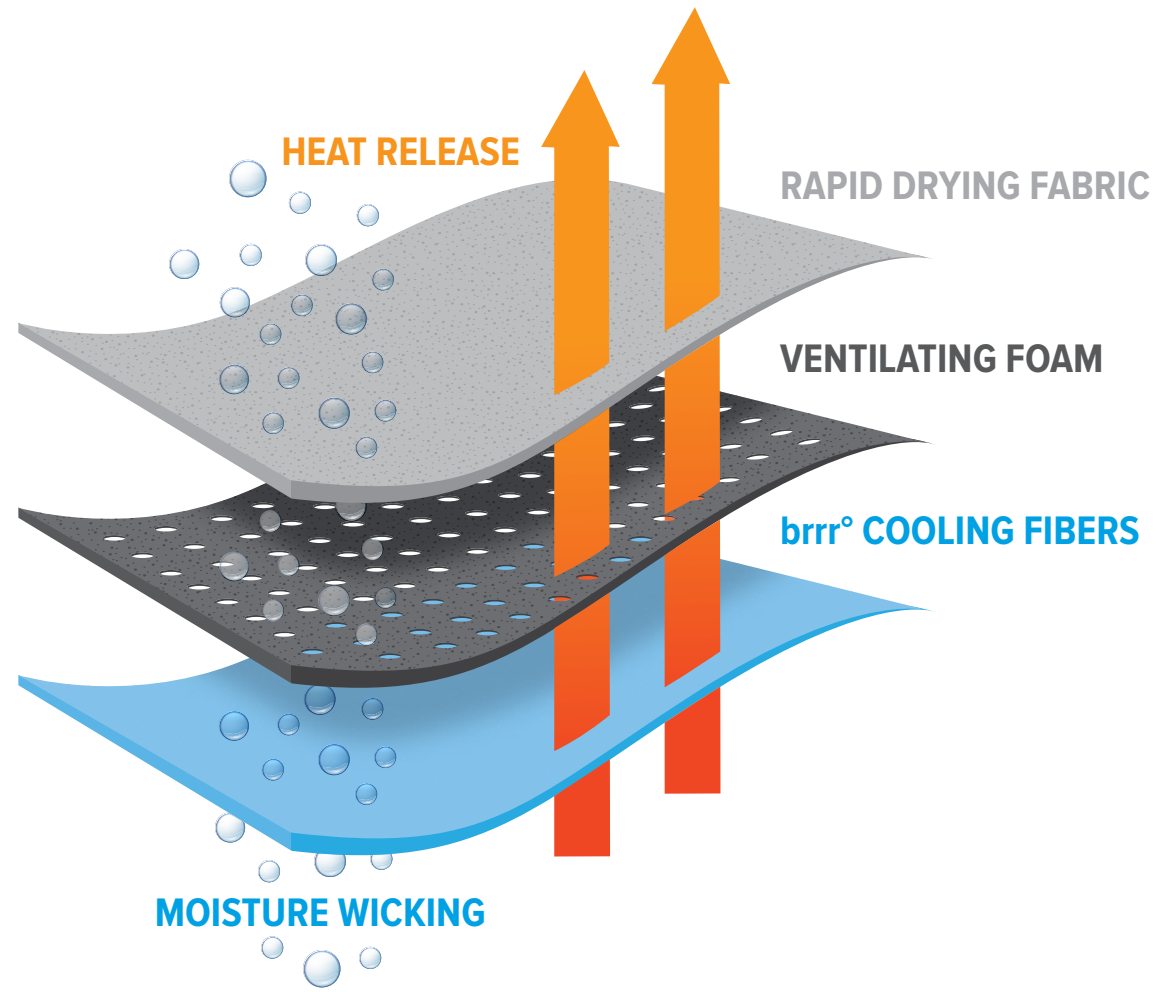 HEAT RELEASE
RAPID DRYING FABRIC
VENTILATING FOAM
brrr° COOLING FIBERS
MOISTURE WICKING